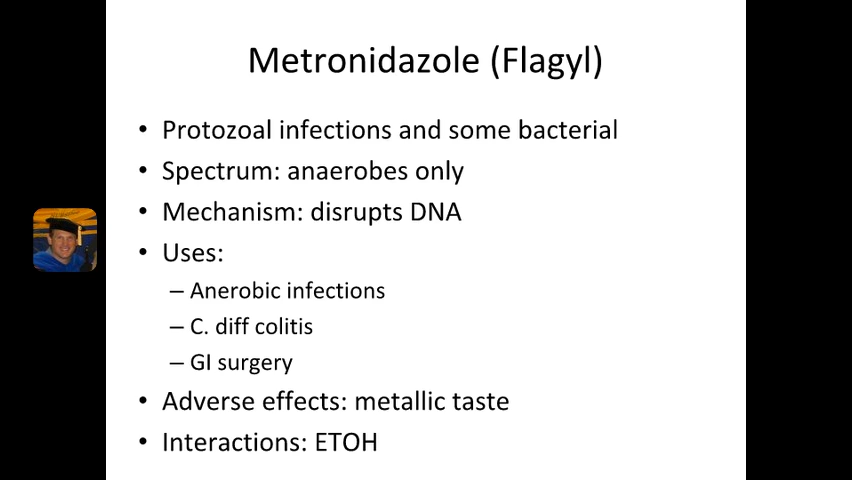 Metronidazole (Flagyl)
• Protozoal infections and some bacterial
• Spectrum: anaerobes only
• Mechanism: disrupts DNA
• Uses:
– Anerobic infections
– C. diff colitis
– GI surgery
• Adverse effects: metallic taste
• Interactions: ETOH